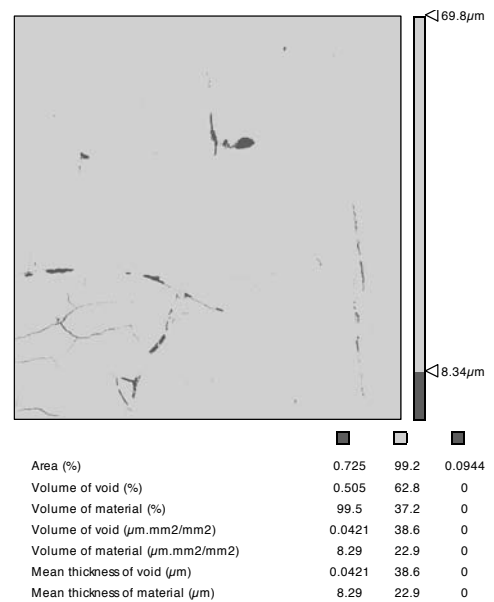 69.8µm
8.34µm
Area (%) 0.725 99.2 0.0944
Volume of void (%) 0.505 62.8 0
Volume of material (%) 99.5 37.2 0
Volume of void (µm.mm2/mm2) 0.0421 38.6 0
Volume of material (µm.mm2/mm2) 8.29 22.9 0
Mean thickness of void (µm) 0.0421 38.6 0
Mean thickness of material (µm) 8.29 22.9 0